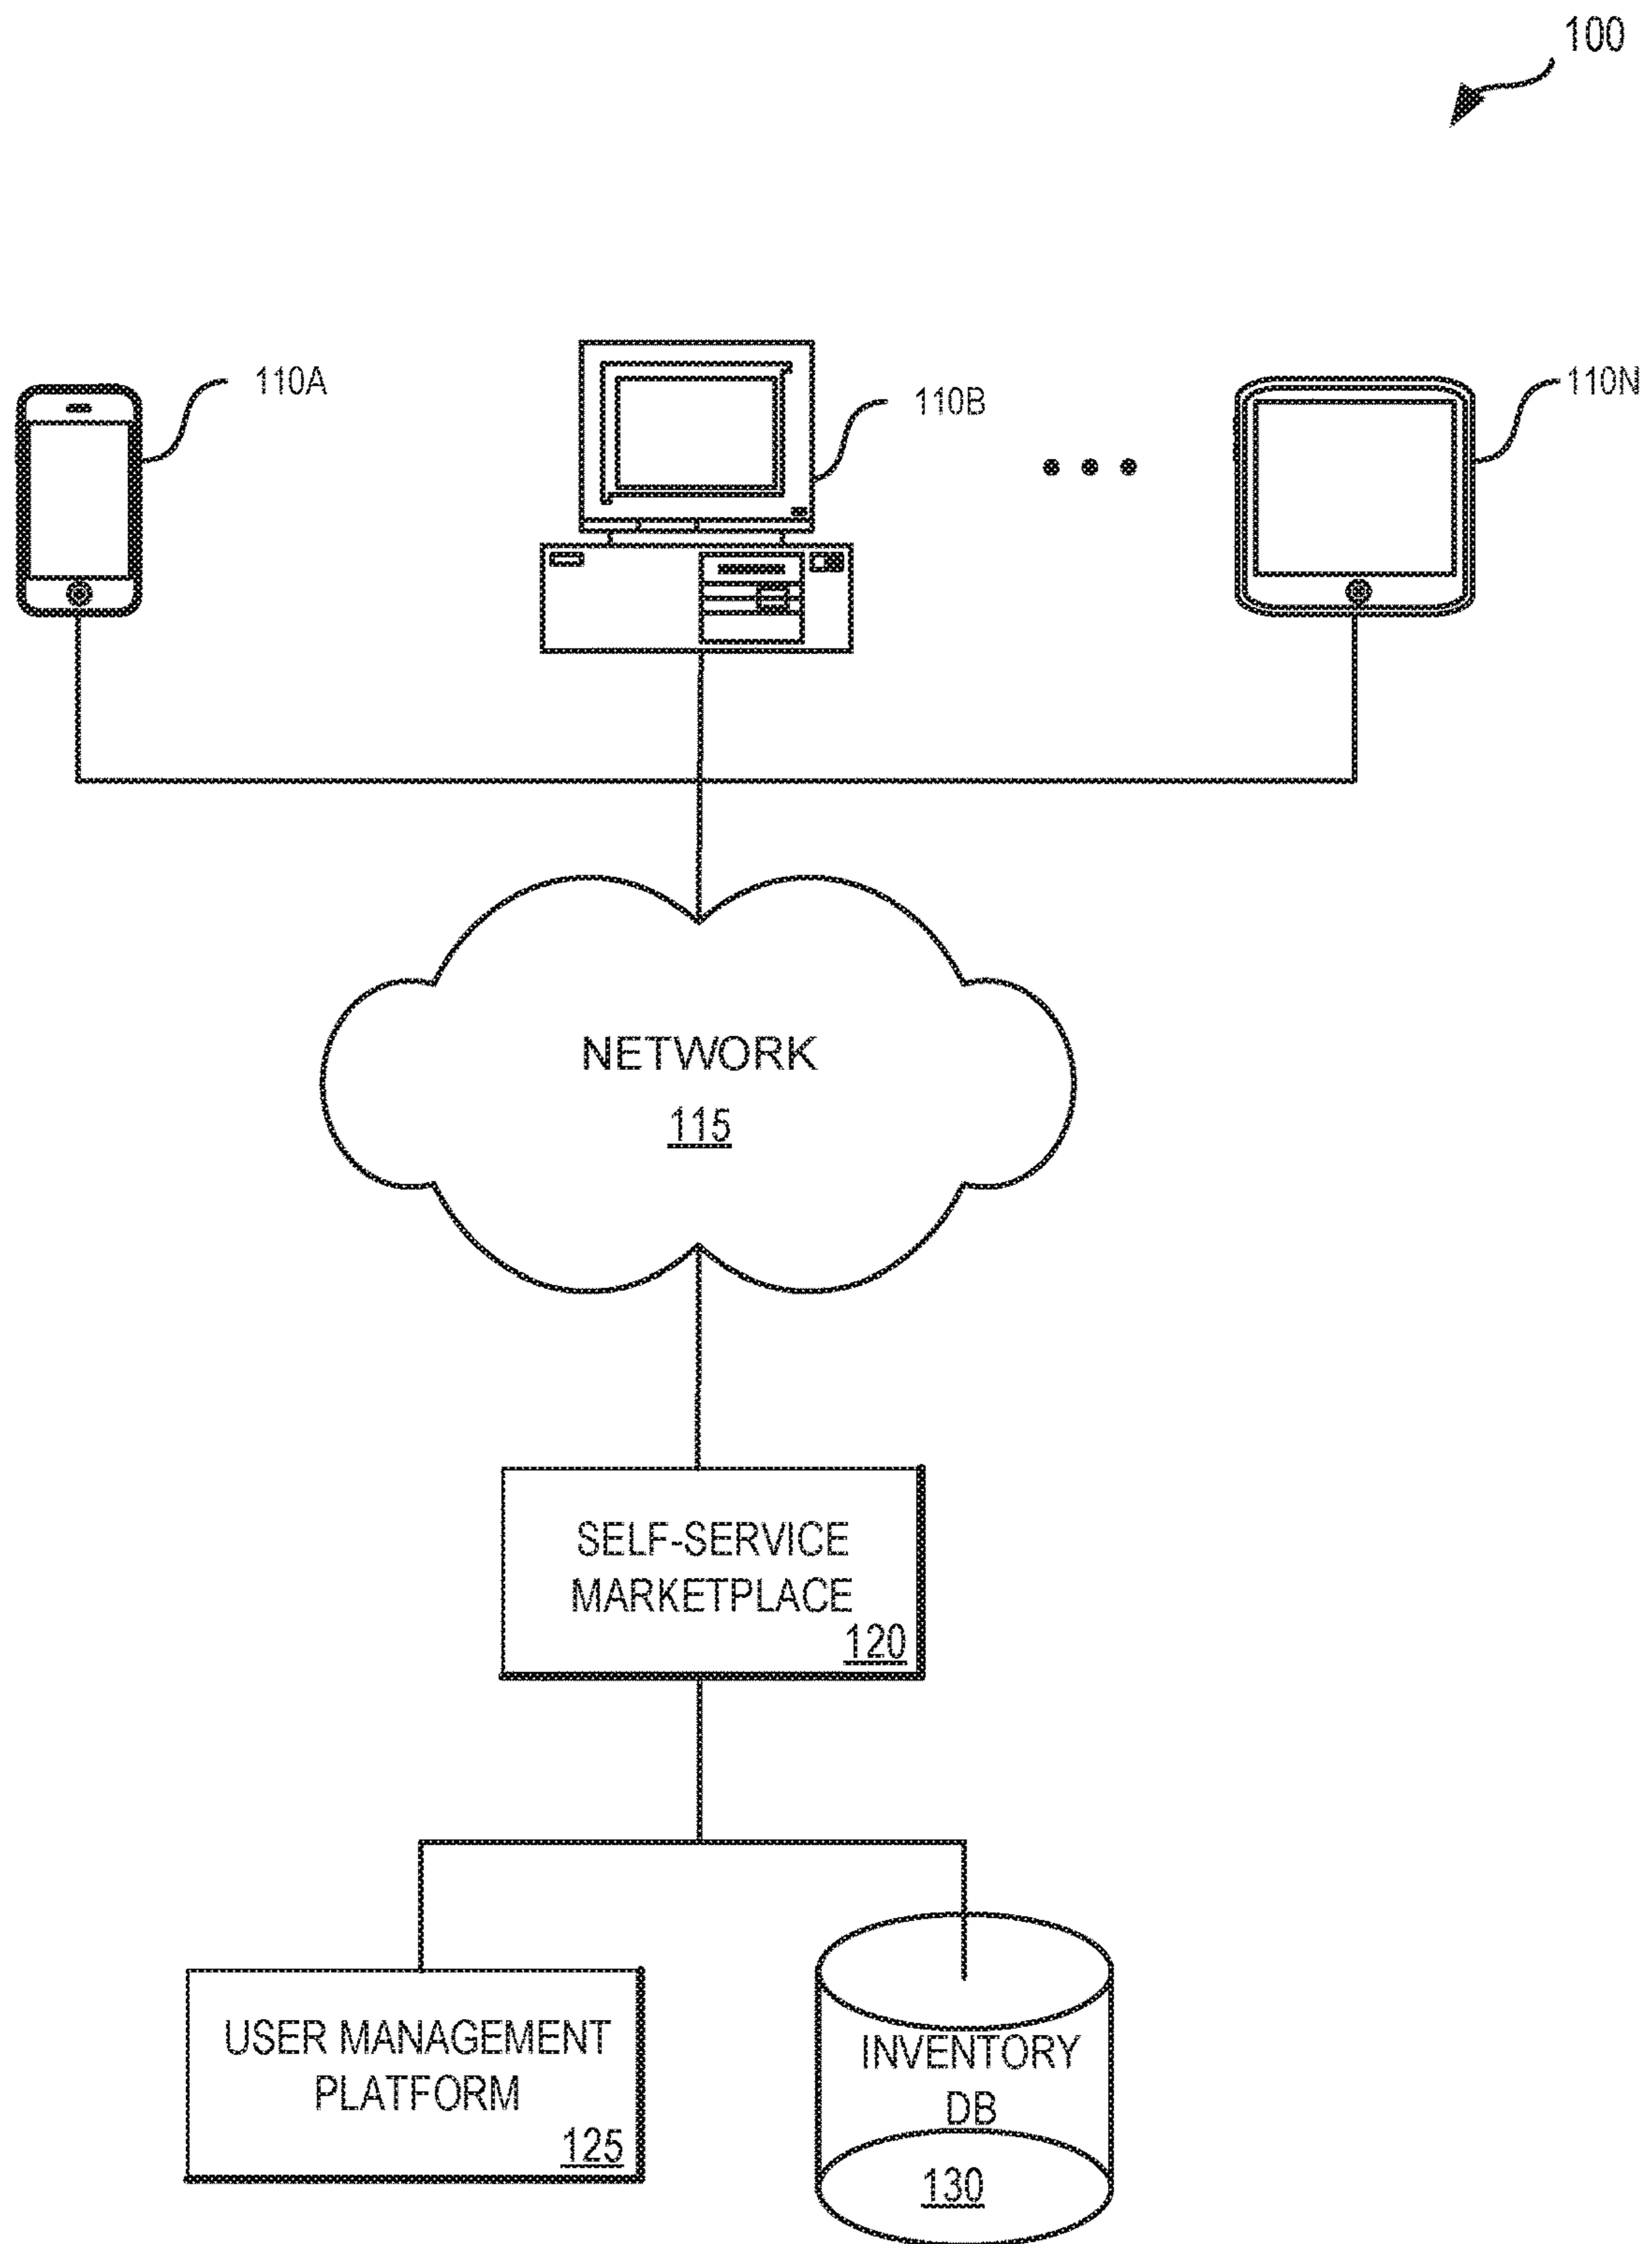 100
110A
110B
110N
NETWORK
115
SELF-SERVICE
MARKETPLACE
120
USER MANAGEMENT
PLATFORM
125
INVENTORY
DB
130